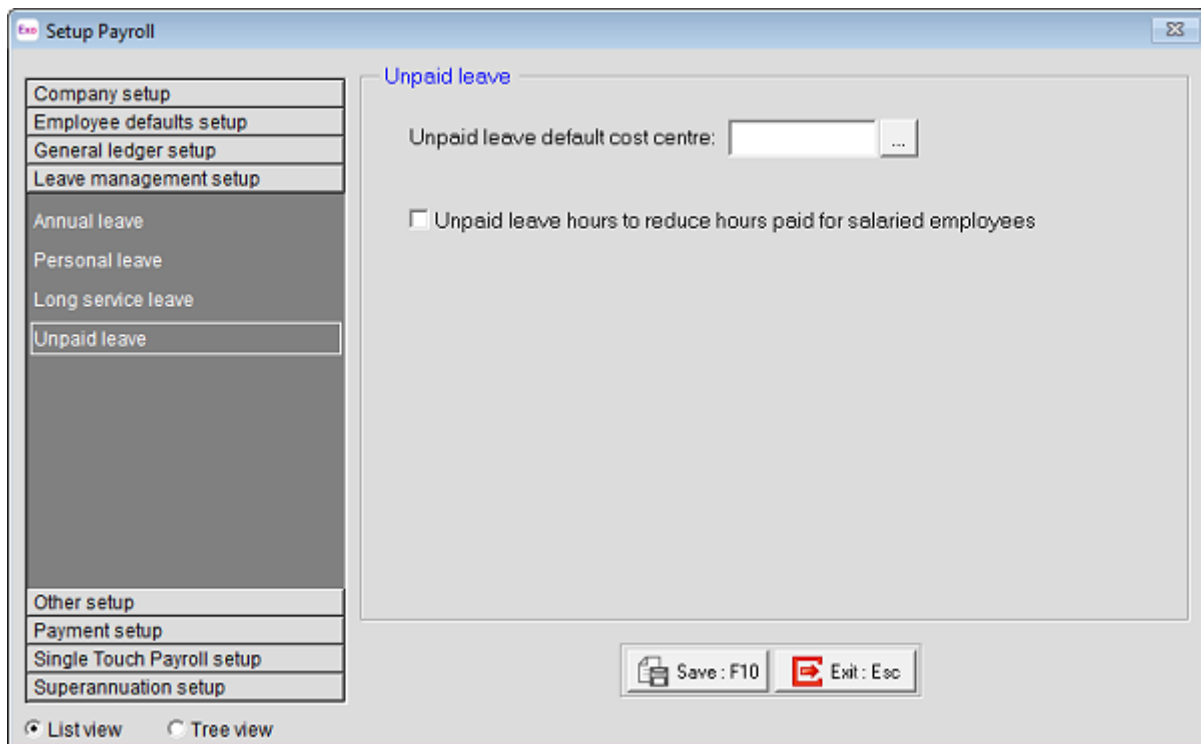 Exo Setup Payroll
Company setup
Employee defaults setup
General ledger setup
Leave management setup
Annual leave
Personal leave
Long service leave
Unpaid leave
Other setup
Payment setup
Single Touch Payroll setup
Superannuation setup
List view Tree view
Unpaid leave
Unpaid leave default cost centre: ...
Unpaid leave hours to reduce hours paid for salaried employees
Save : F10 Exit : Esc